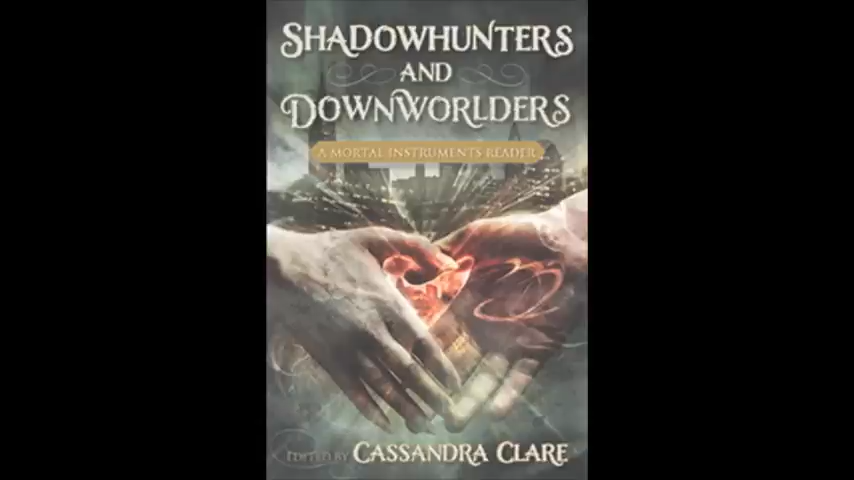 SHADOWHUNTERS
AND
DOWNWORLDERS
A MORTAL INSTRUMENTS READER
EDITED BY CASSANDRA CLARE